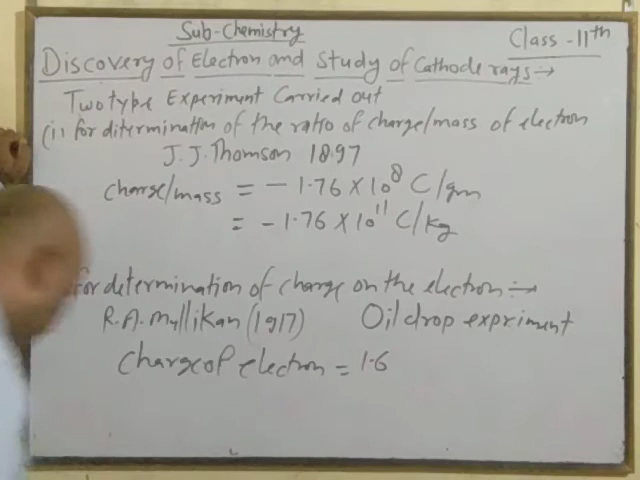 Sub-Chemistry
Class-11th
Discovery of Electron and Study of Cathode rays→
Two type Experiment Carried out
(i) for ditermination of the ratio of charge/mass of electron
J.J.Thomson 1897
charge/mass = - 1.76 X 10⁸ C/gm
= - 1.76 X 10¹¹ C/kg
for determination of charge on the electron :→
R.A. Mullikan (1917) Oil drop expriment
Charge of electron = 1.6